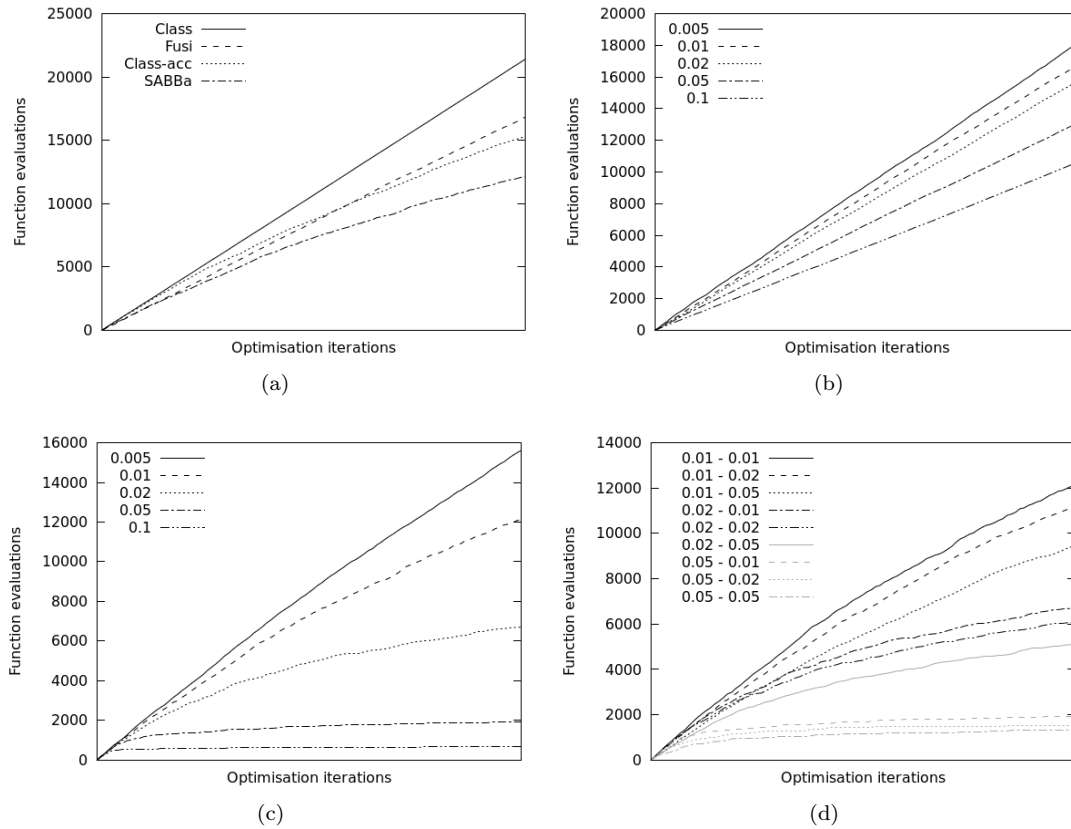 25000
20000
15000
10000
5000
0
Function evaluations
Class
Fusi
Class-acc
SABBa
Optimisation iterations
(a)
20000
18000
16000
14000
12000
10000
8000
6000
4000
2000
0
Function evaluations
0.005
0.01
0.02
0.05
0.1
Optimisation iterations
(b)
16000
14000
12000
10000
8000
6000
4000
2000
0
Function evaluations
0.005
0.01
0.02
0.05
0.1
Optimisation iterations
(c)
14000
12000
10000
8000
6000
4000
2000
0
Function evaluations
0.01 - 0.01
0.01 - 0.02
0.01 - 0.05
0.02 - 0.01
0.02 - 0.02
0.02 - 0.05
0.05 - 0.01
0.05 - 0.02
0.05 - 0.05
Optimisation iterations
(d)